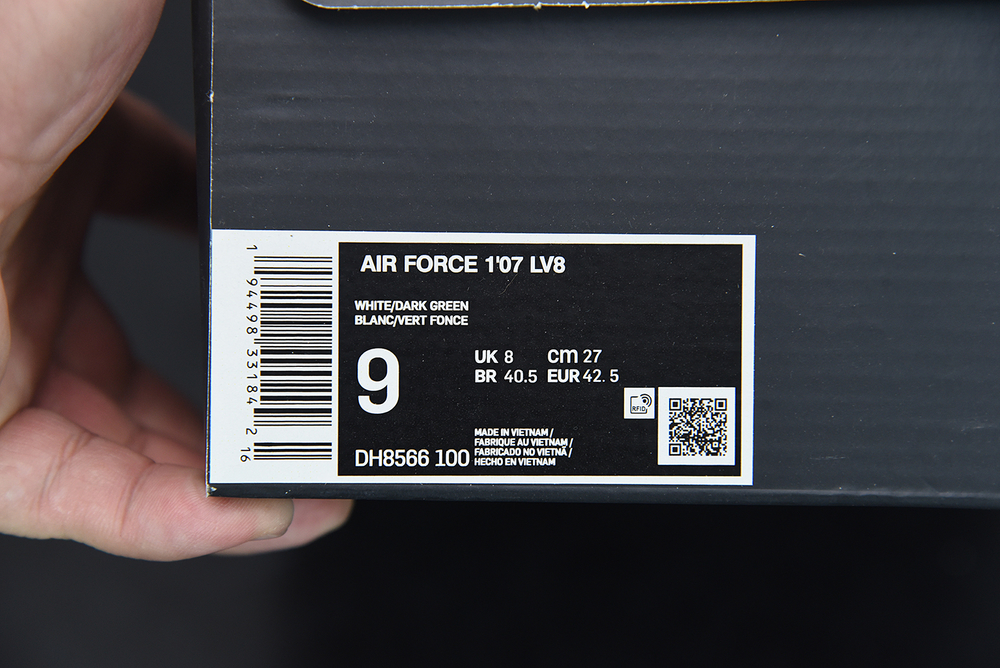 AIR FORCE 1'07 LV8
WHITE/DARK GREEN
BLANC/VERT FONCE
9
UK 8 cm 27
BR 40.5 EUR 42.5
RFID
DH8566 100
MADE IN VIETNAM /
FABRIQUE AU VIETNAM /
FABRICADO NO VIETNÃ /
HECHO EN VIETNAM
1 94498 33184 2 16